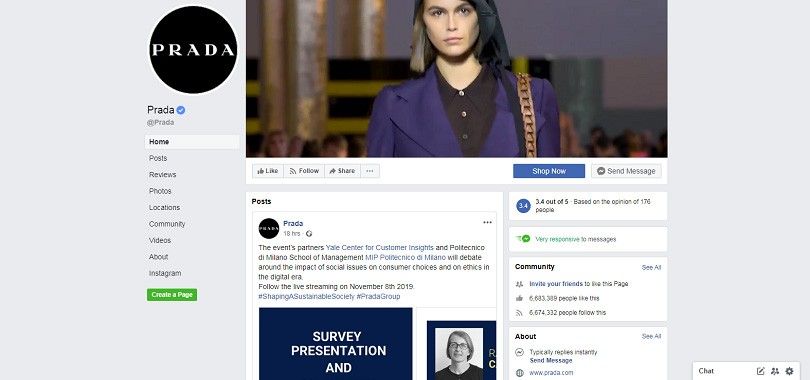 PRADA
Prada
@Prada
Home
Posts
Reviews
Photos
Locations
Community
Videos
About
Instagram
Create a Page
Like
Follow
Share
Shop Now
Send Message
Posts
PRADA
Prada
18 hrs ·
The event's partners Yale Center for Customer Insights and Politecnico
di Milano School of Management MIP Politecnico di Milano will debate
around the impact of social issues on consumer choices and on ethics in
the digital era.
Follow the live streaming on November 8th 2019.
#ShapingASustainableSociety #PradaGroup
SURVEY
PRESENTATION
AND
3.4
3.4 out of 5 · Based on the opinion of 176
people
Very responsive to messages
Community
See All
Invite your friends to like this Page
6,683,389 people like this
6,674,332 people follow this
About
See All
Typically replies instantly
Send Message
www.prada.com
Chat